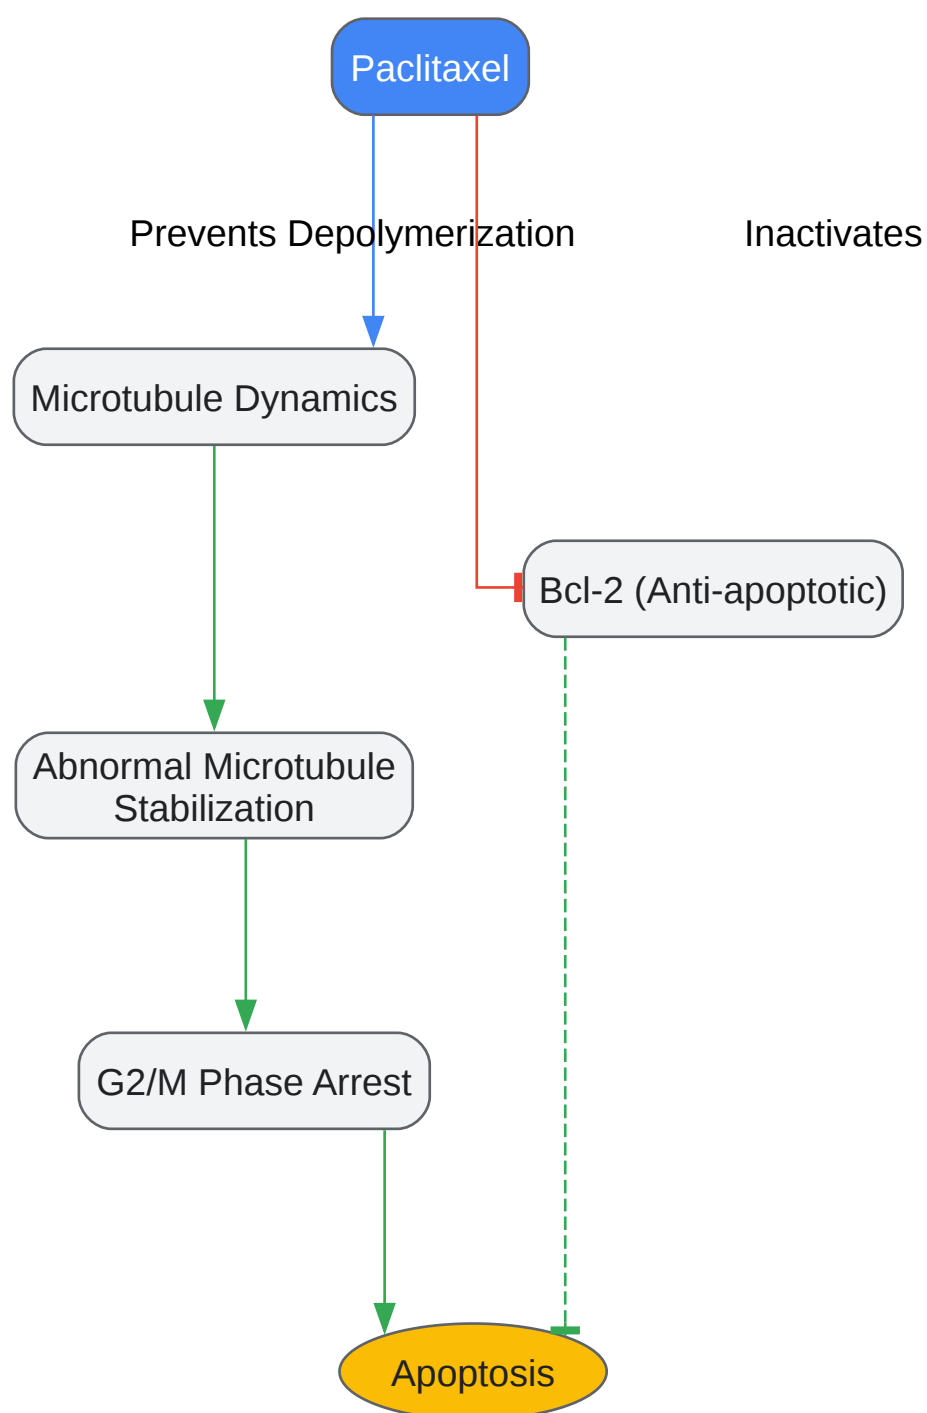 Paclitaxel
Prevents Depolymerization
Inactivates
Microtubule Dynamics
Bcl-2 (Anti-apoptotic)
Abnormal Microtubule
Stabilization
G2/M Phase Arrest
Apoptosis